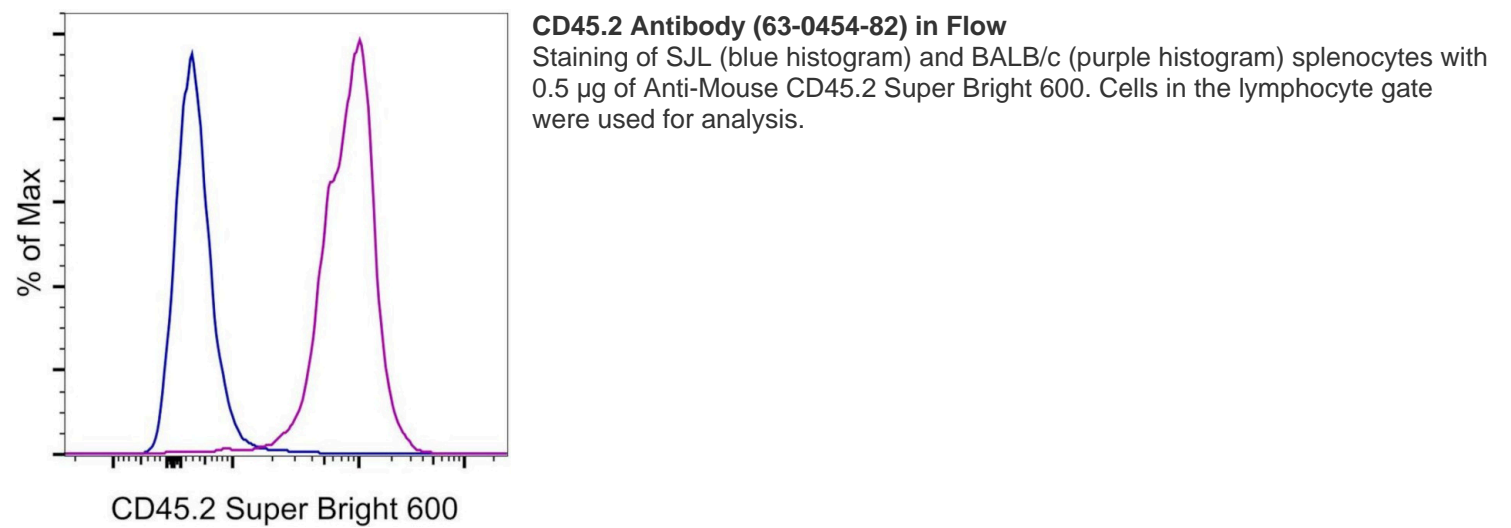 CD45.2 Antibody (63-0454-82) in Flow
Staining of SJL (blue histogram) and BALB/c (purple histogram) splenocytes with
0.5 µg of Anti-Mouse CD45.2 Super Bright 600. Cells in the lymphocyte gate
were used for analysis.
% of Max
CD45.2 Super Bright 600